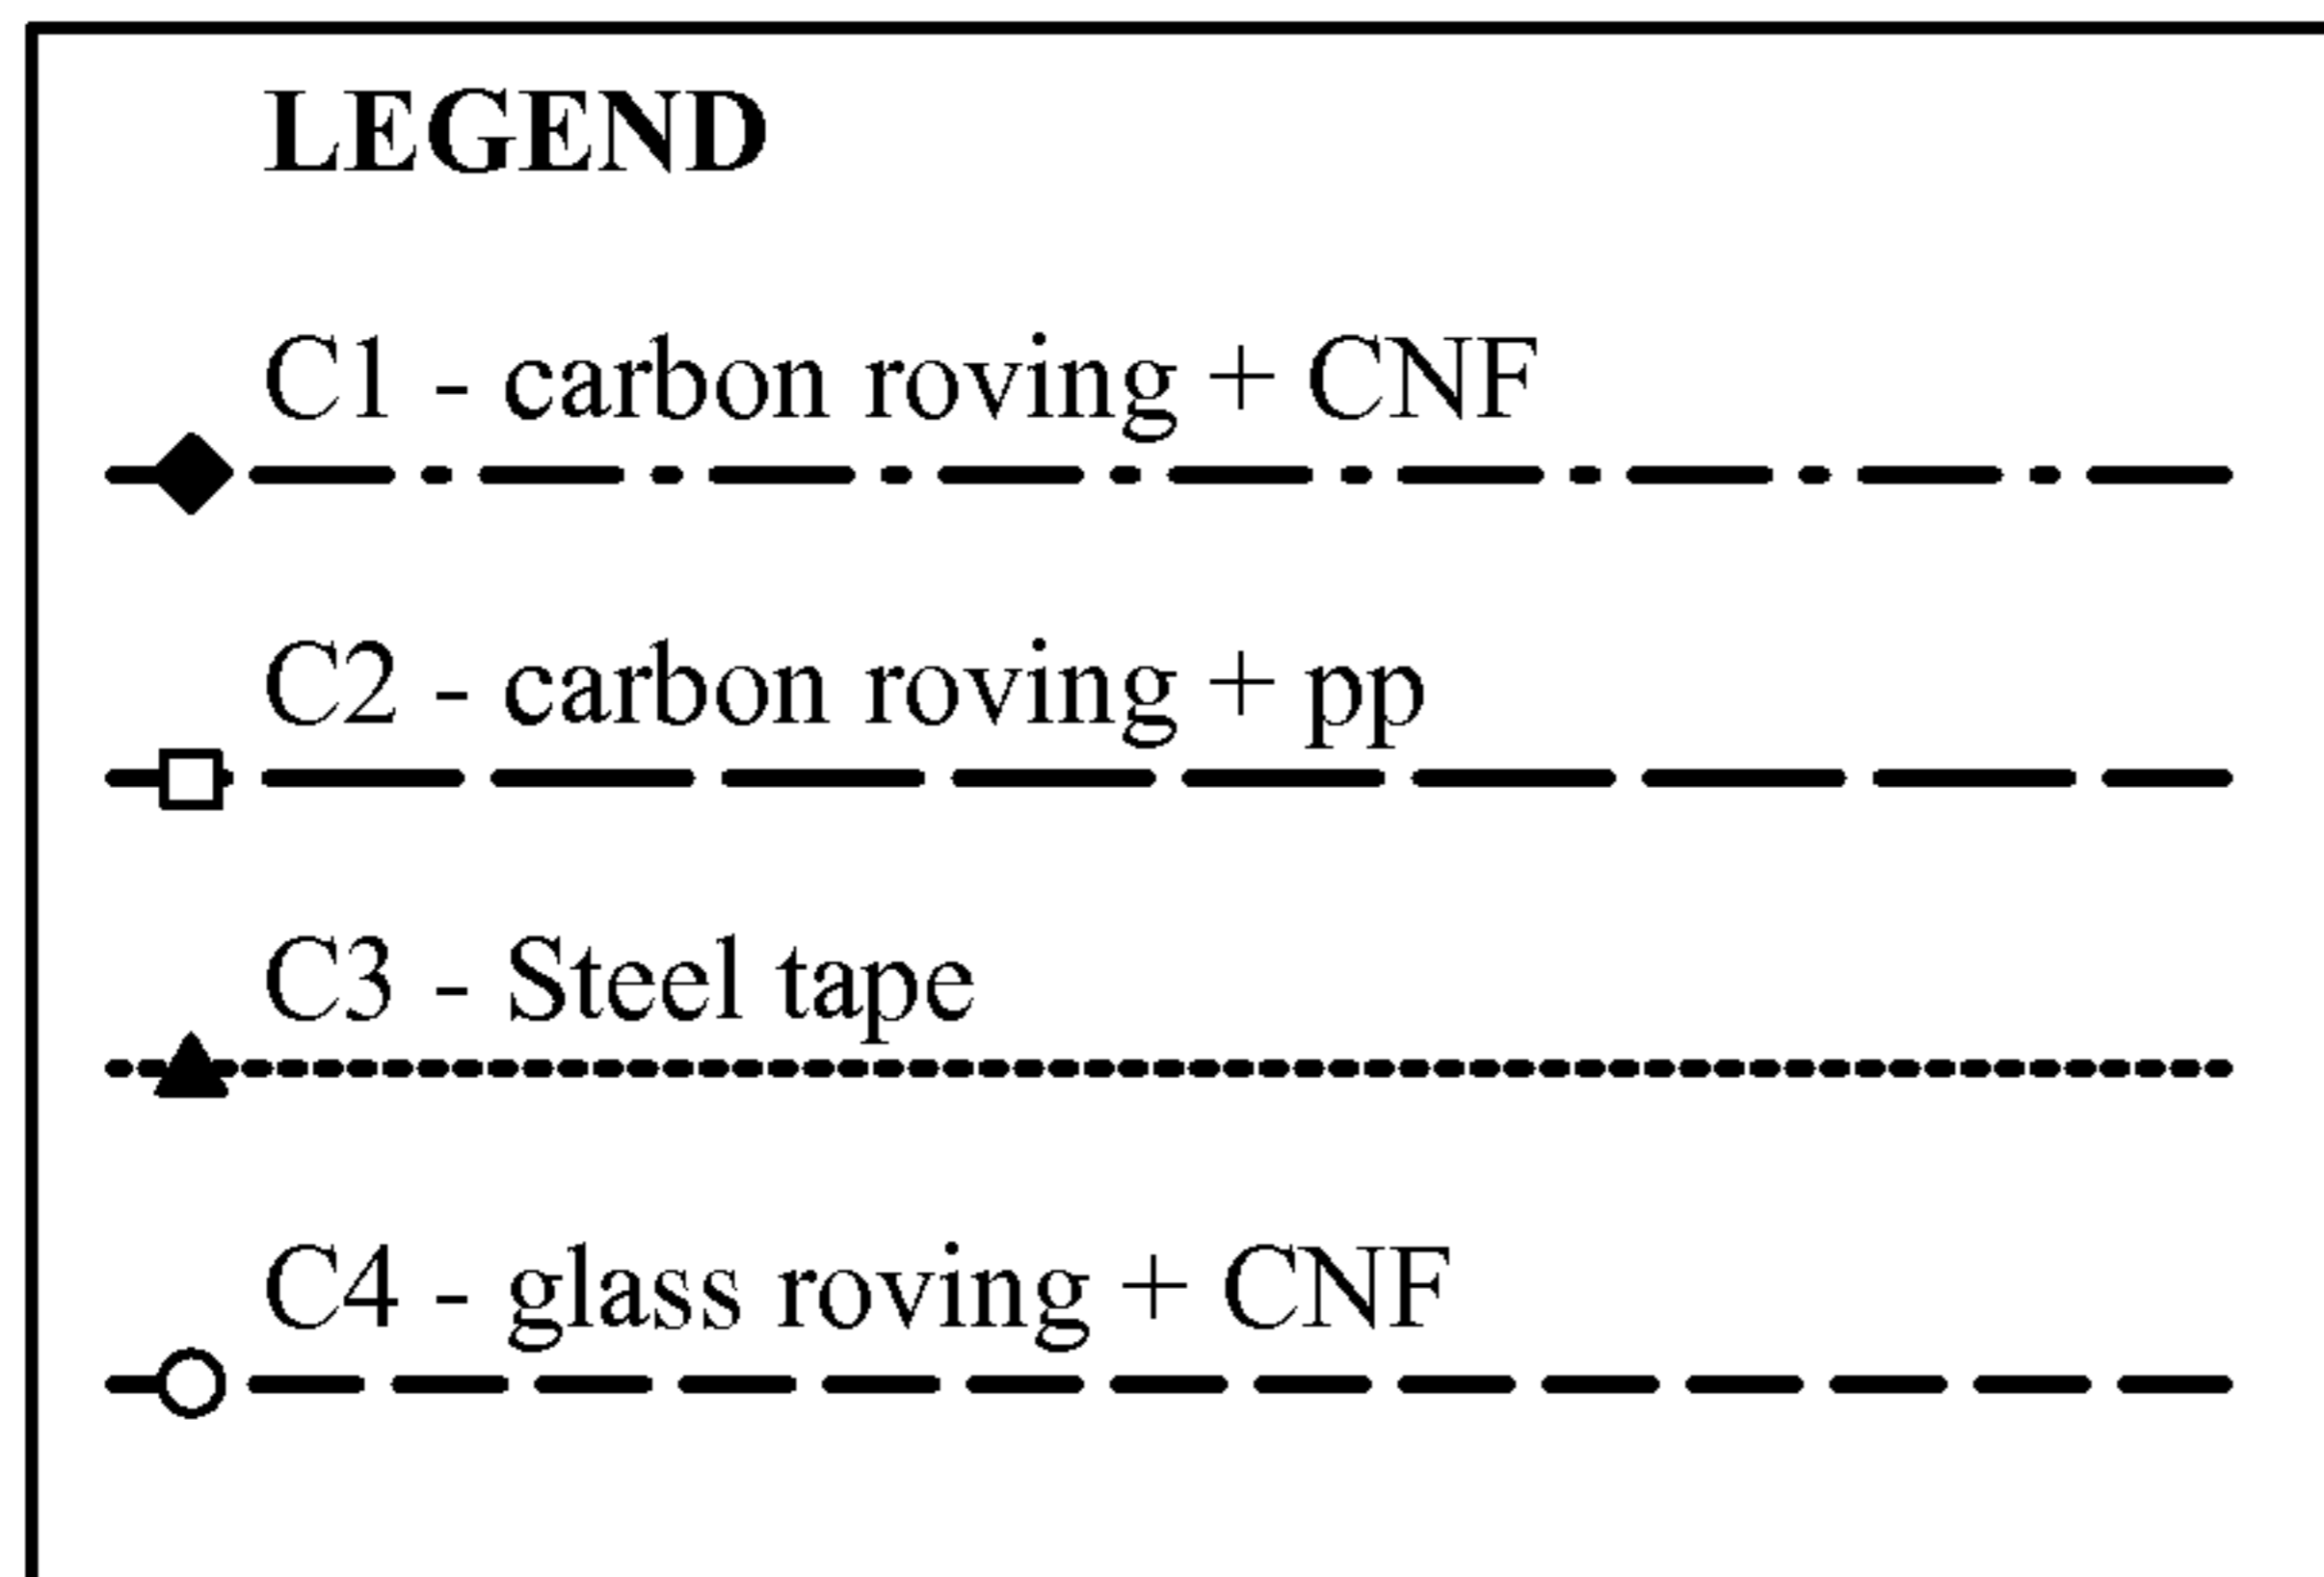 LEGEND
C1 - carbon roving + CNF
C2 - carbon roving + pp
C3 - Steel tape
C4 - glass roving + CNF